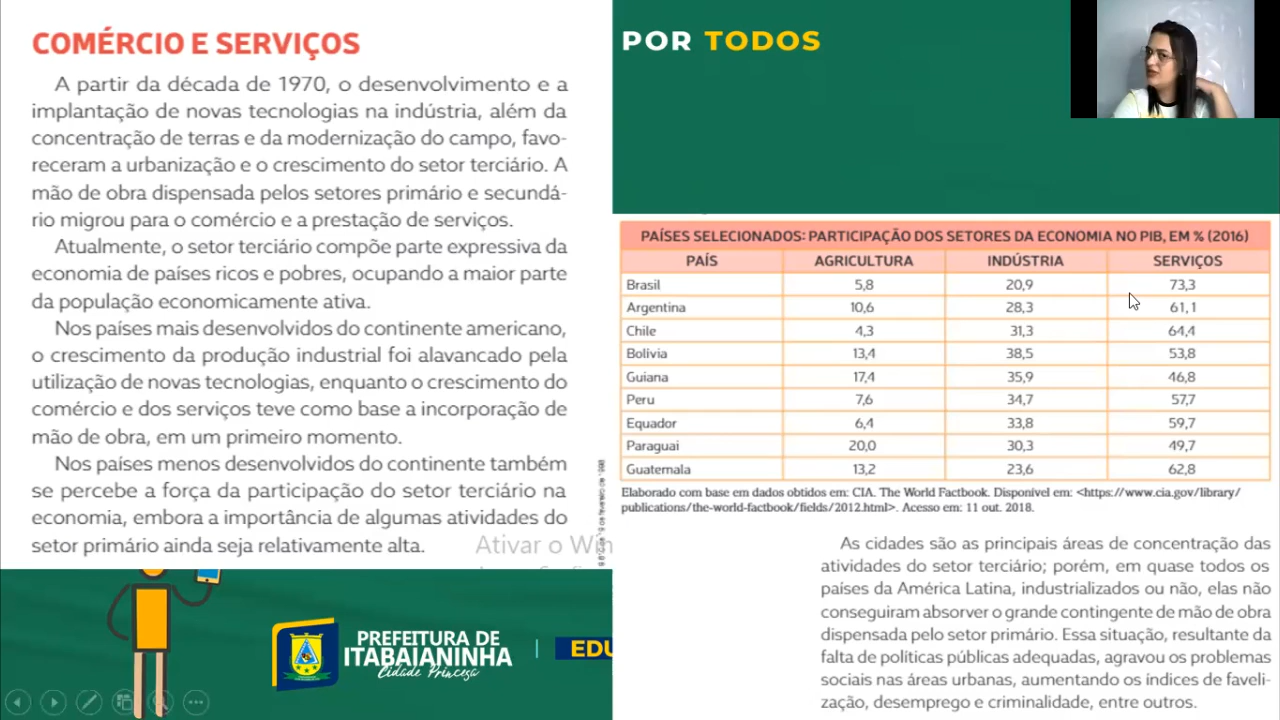 COMÉRCIO E SERVIÇOS
A partir da década de 1970, o desenvolvimento e a
implantação de novas tecnologias na indústria, além da
concentração de terras e da modernização do campo, favo-
receram a urbanização e o crescimento do setor terciário. A
mão de obra dispensada pelos setores primário e secundá-
rio migrou para o comércio e a prestação de serviços.
Atualmente, o setor terciário compõe parte expressiva da
economia de países ricos e pobres, ocupando a maior parte
da população economicamente ativa.
Nos países mais desenvolvidos do continente americano,
o crescimento da produção industrial foi alavancado pela
utilização de novas tecnologias, enquanto o crescimento do
comércio e dos serviços teve como base a incorporação de
mão de obra, em um primeiro momento.
Nos países menos desenvolvidos do continente também
se percebe a força da participação do setor terciário na
economia, embora a importância de algumas atividades do
setor primário ainda seja relativamente alta.
Ativar o Win
PREFEITURA DE
ITABAIANINHA
Cidade Princesa
EDU
POR TODOS
PAÍSES SELECIONADOS: PARTICIPAÇÃO DOS SETORES DA ECONOMIA NO PIB, EM % (2016)
PAÍS AGRICULTURA INDÚSTRIA SERVIÇOS
Brasil 5,8 20,9 73,3
Argentina 10,6 28,3 61,1
Chile 4,3 31,3 64,4
Bolívia 13,4 38,5 53,8
Guiana 17,4 35,9 46,8
Peru 7,6 34,7 57,7
Equador 6,4 33,8 59,7
Paraguai 20,0 30,3 49,7
Guatemala 13,2 23,6 62,8
Elaborado com base em dados obtidos em: CIA. The World Factbook. Disponível em: <https://www.cia.gov/library/
publications/the-world-factbook/fields/2012.html>. Acesso em: 11 out. 2018.
As cidades são as principais áreas de concentração das
atividades do setor terciário; porém, em quase todos os
países da América Latina, industrializados ou não, elas não
conseguiram absorver o grande contingente de mão de obra
dispensada pelo setor primário. Essa situação, resultante da
falta de políticas públicas adequadas, agravou os problemas
sociais nas áreas urbanas, aumentando os índices de faveli-
zação, desemprego e criminalidade, entre outros.